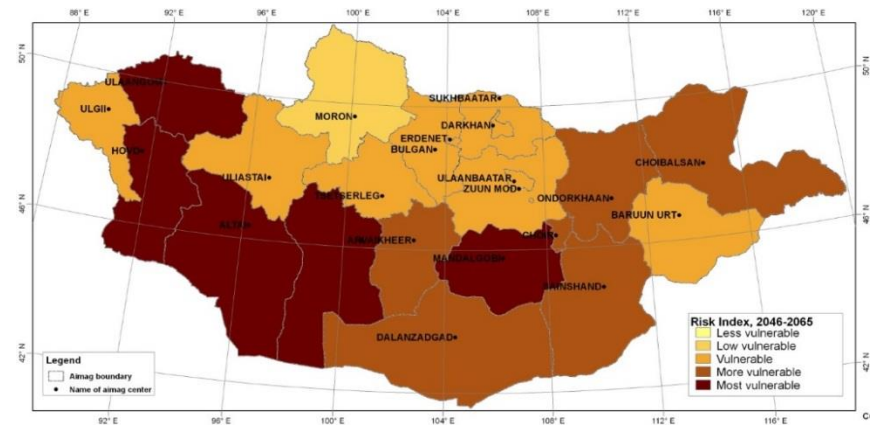 88° E 92° E 96° E 100° E 104° E 108° E 112° E 116° E 120° E
50° N
50° N
ULAANGOM
SUKHBAATAR
ULGII
MORON
DARKHAN
ERDENET
HOVD
BULGAN
CHOIBALSAN
ULIASTAI
ULAANBAATAR
TSETSERLEG
ZUUN MOD
ONDORKHAAN
46° N
46° N
BARUUN URT
ALTAI
ARVAIKHEER
CHOIR
MANDALGOBI
SAINSHAND
Risk Index, 2046-2065
Less vulnerable
Low vulnerable
Vulnerable
More vulnerable
Most vulnerable
DALANZADGAD
42° N
42° N
Legend
Aimag boundary
Name of aimag center
92° E 96° E 100° E 104° E 108° E 112° E 116° E